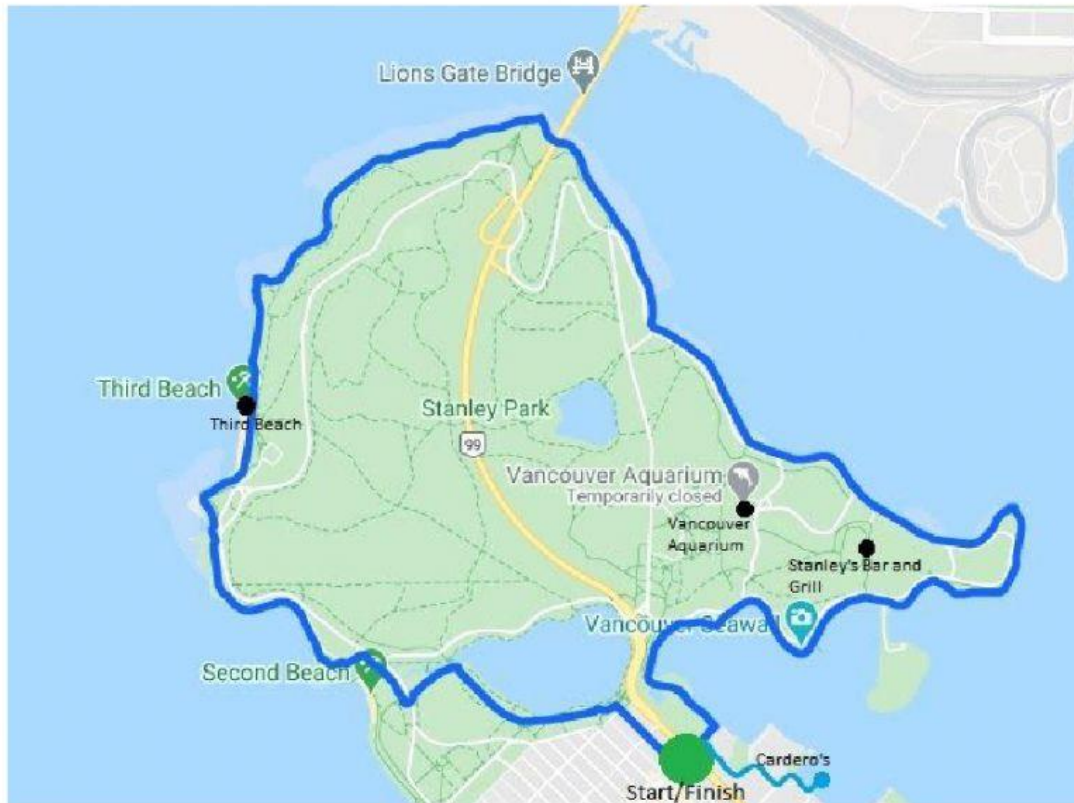 Lions Gate Bridge
Third Beach
Third Beach
Stanley Park
99
Vancouver Aquarium
Temporarily closed
Vancouver
Aquarium
Stanley's Bar and
Grill
Vancouver Seawall
Second Beach
Cardero's
Start/Finish